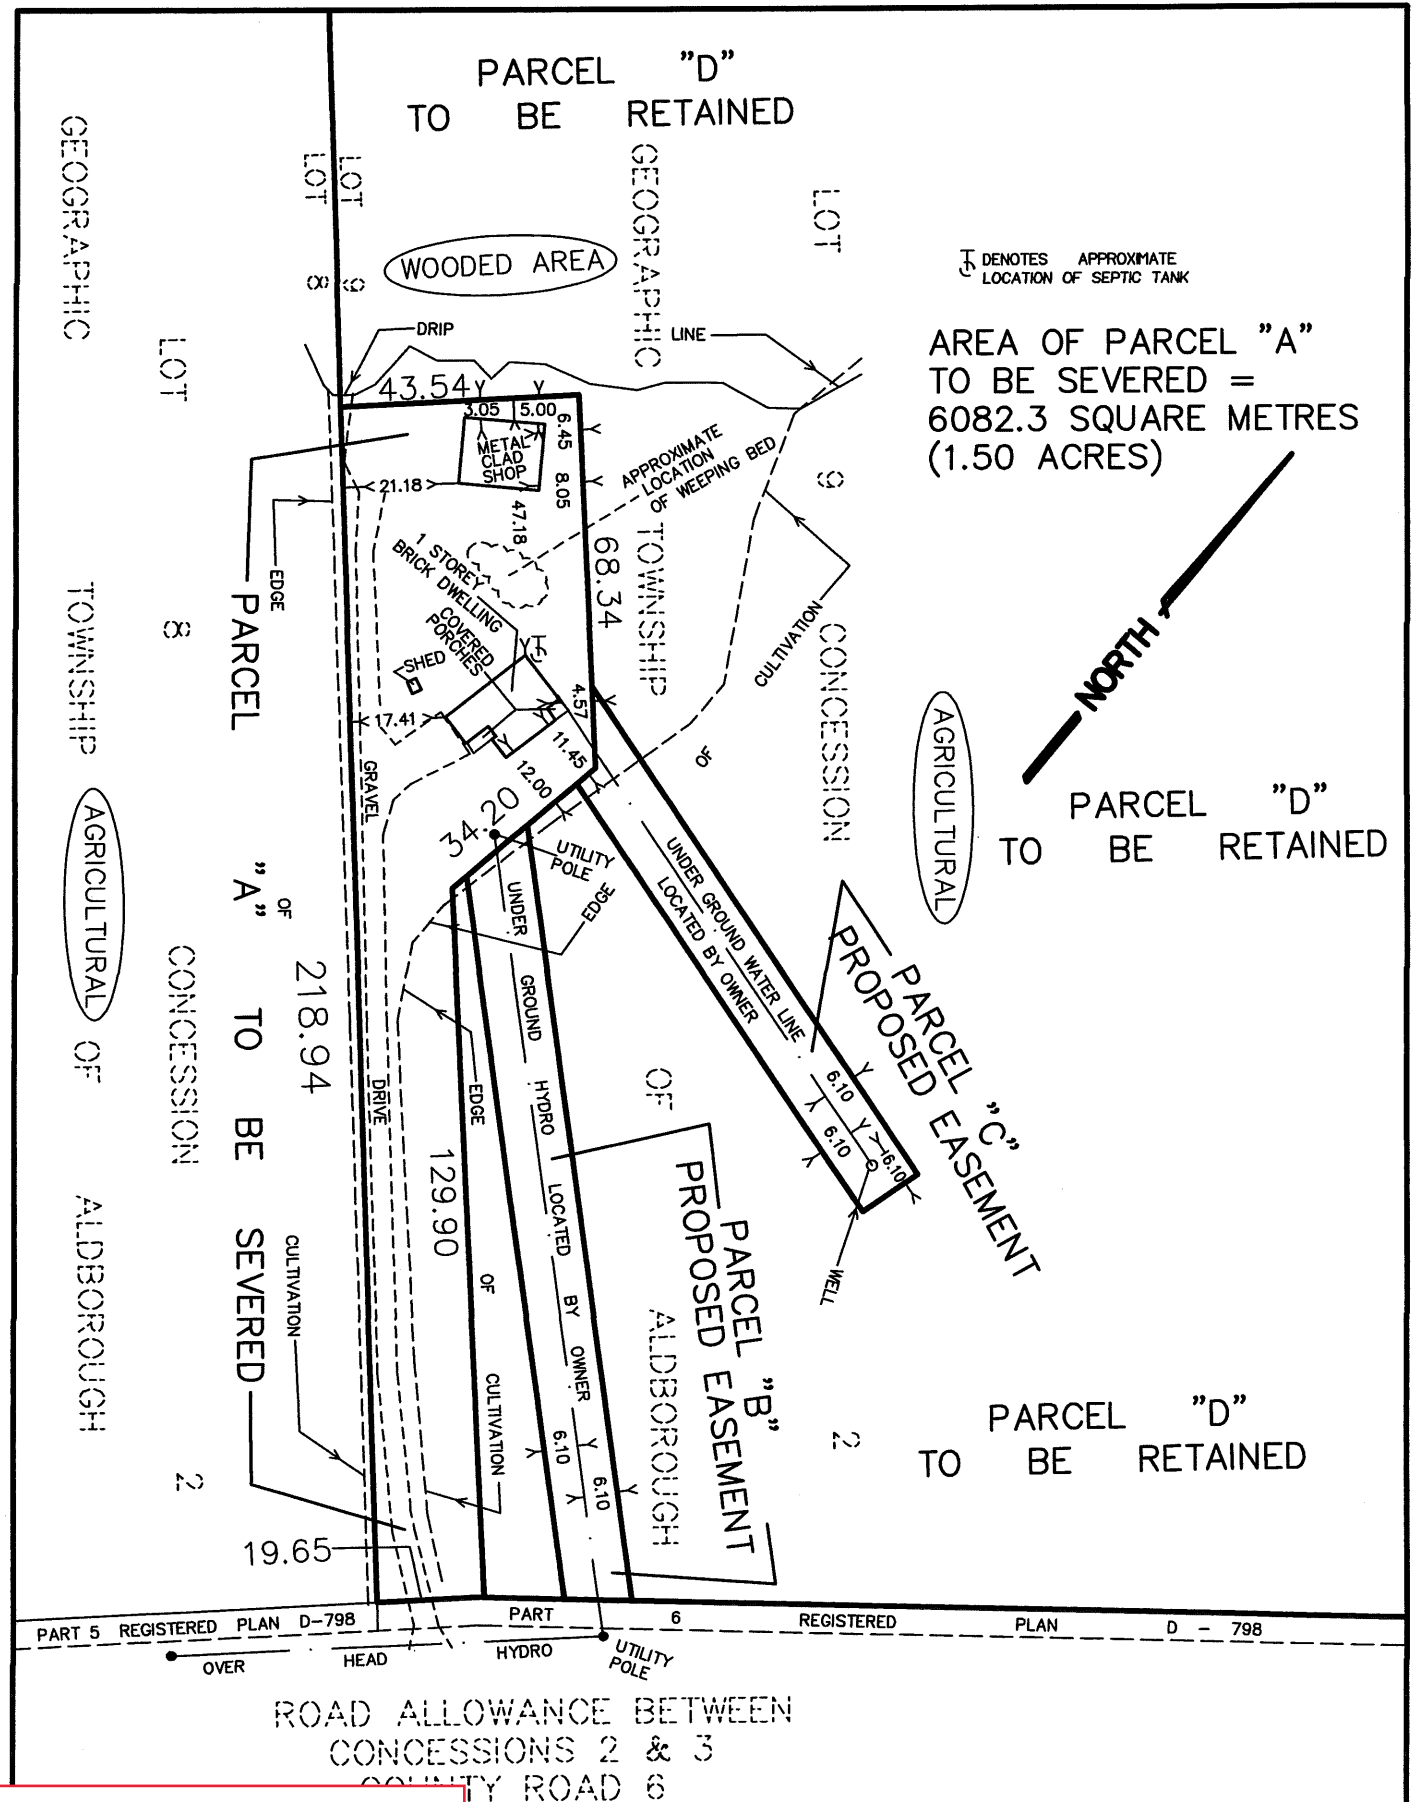 PARCEL "D"
TO BE RETAINED
GEOGRAPHIC
LOT
LOT
GEOGRAPHIC
LOT
WOODED AREA
DENOTES APPROXIMATE
LOCATION OF SEPTIC TANK
8
9
DRIP
LINE
LOT
AREA OF PARCEL "A"
TO BE SEVERED =
6082.3 SQUARE METRES
(1.50 ACRES)
43.54
3.05
5.00
6.45
METAL
CLAD
SHOP
8.05
21.18
47.18
APPROXIMATE
LOCATION
OF WEEPING BED
9
1 STOREY
BRICK DWELLING
68.34
TOWNSHIP
EDGE
PARCEL
TOWNSHIP
8
COVERED
PORCHES
SHED
CULTIVATION
CONCESSION
NORTH
4.57
17.41
11.45
12.00
OF
AGRICULTURAL
GRAVEL
34.20
UTILITY
POLE
EDGE
PARCEL "D"
TO BE RETAINED
AGRICULTURAL
"A"
OF
CONCESSION
218.94
UNDER GROUND WATER LINE
LOCATED BY OWNER
PARCEL "C"
PROPOSED EASEMENT
UNDER GROUND HYDRO LOCATED BY OWNER
OF
TO BE SEVERED
DRIVE
EDGE
OF
CULTIVATION
129.90
OF
6.10
6.10
6.10
WELL
PARCEL "B"
PROPOSED EASEMENT
ALDBOROUGH
ALDBOROUGH
CULTIVATION
2
2
PARCEL "D"
TO BE RETAINED
6.10
6.10
19.65
PART 5 REGISTERED PLAN D-798
PART 6 REGISTERED PLAN D - 798
OVER HEAD HYDRO
UTILITY
POLE
ROAD ALLOWANCE BETWEEN
CONCESSIONS 2 & 3
COUNTY ROAD 6